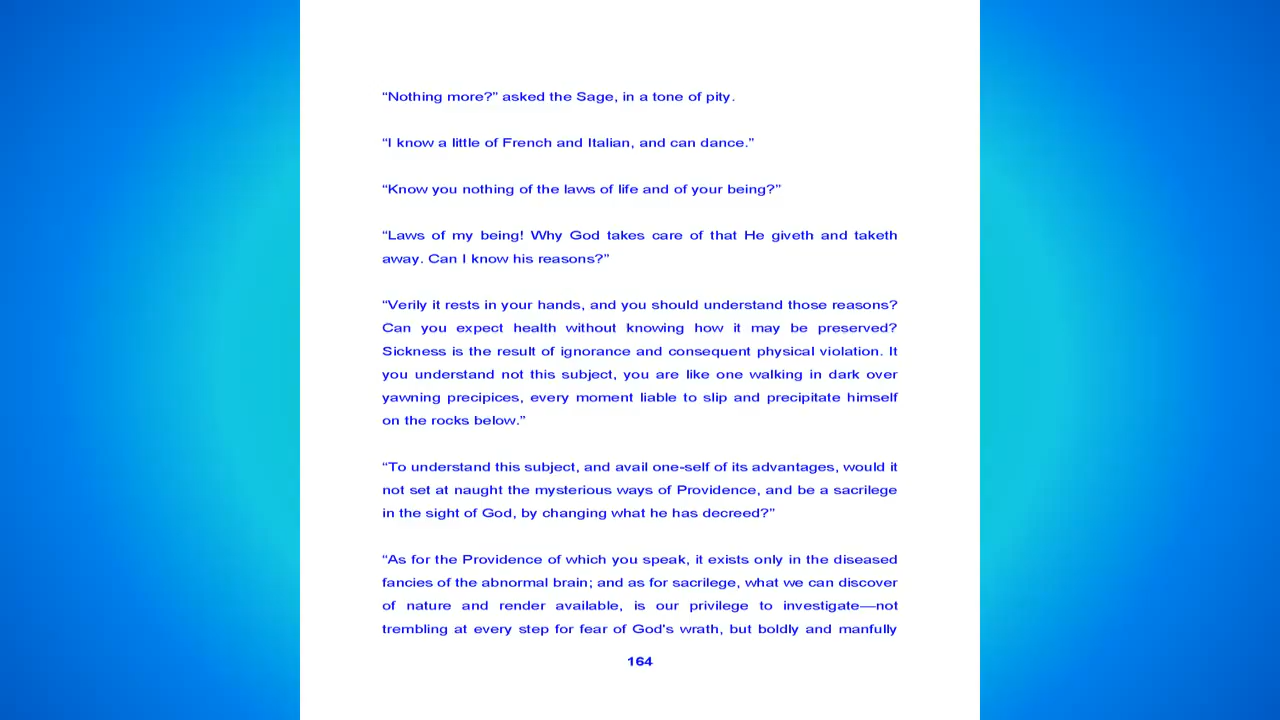 “Nothing more?” asked the Sage, in a tone of pity.
“I know a little of French and Italian, and can dance.”
“Know you nothing of the laws of life and of your being?”
“Laws of my being! Why God takes care of that He giveth and taketh
away. Can I know his reasons?”
“Verily it rests in your hands, and you should understand those reasons?
Can you expect health without knowing how it may be preserved?
Sickness is the result of ignorance and consequent physical violation. It
you understand not this subject, you are like one walking in dark over
yawning precipices, every moment liable to slip and precipitate himself
on the rocks below.”
“To understand this subject, and avail one-self of its advantages, would it
not set at naught the mysterious ways of Providence, and be a sacrilege
in the sight of God, by changing what he has decreed?”
“As for the Providence of which you speak, it exists only in the diseased
fancies of the abnormal brain; and as for sacrilege, what we can discover
of nature and render available, is our privilege to investigate—not
trembling at every step for fear of God's wrath, but boldly and manfully
164